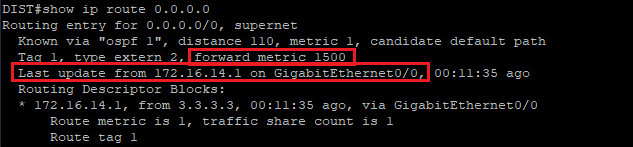 DIST#show ip route 0.0.0.0
Routing entry for 0.0.0.0/0, supernet
Known via "ospf 1", distance 110, metric 1, candidate default path
Tag 1, type extern 2, forward metric 1500
Last update from 172.16.14.1 on GigabitEthernet0/0, 00:11:35 ago
Routing Descriptor Blocks:
* 172.16.14.1, from 3.3.3.3, 00:11:35 ago, via GigabitEthernet0/0
Route metric is 1, traffic share count is 1
Route tag 1